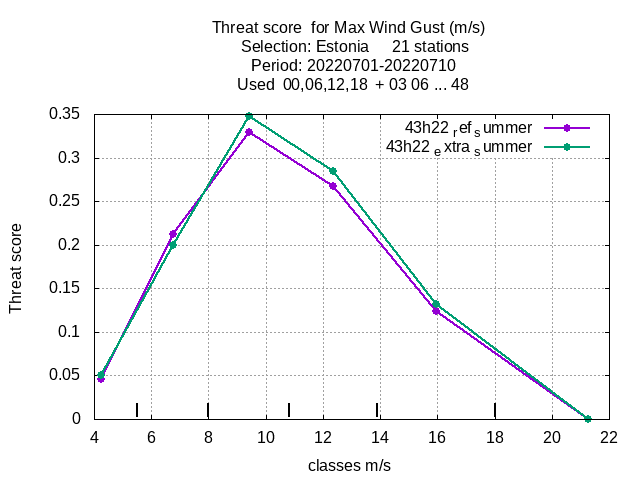 Threat score  for Max Wind Gust (m/s)
Selection: Estonia     21 stations
Period: 20220701-20220710
Used  00,06,12,18  + 03 06 ... 48
43h22 ref summer
43h22 extra summer
0.35
0.3
0.25
0.2
0.15
0.1
0.05
0
Threat score
4 6 8 10 12 14 16 18 20 22
classes m/s